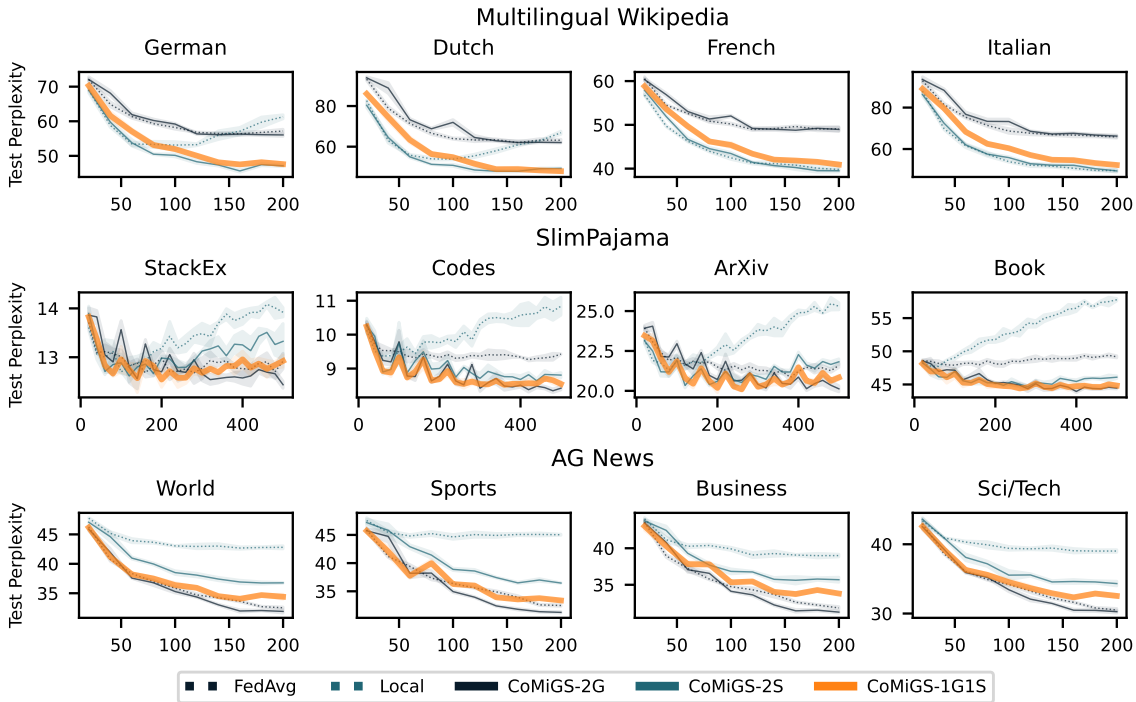 Multilingual Wikipedia
German Dutch French Italian
Test Perplexity
70
60
50
80
60
60
50
40
80
60
50 100 150 200 50 100 150 200 50 100 150 200 50 100 150 200
SlimPajama
StackEx Codes ArXiv Book
Test Perplexity
14
13
11
10
9
25.0
22.5
20.0
55
50
45
0 200 400 0 200 400 0 200 400 0 200 400
AG News
World Sports Business Sci/Tech
Test Perplexity
45
40
35
45
40
35
40
35
40
30
50 100 150 200 50 100 150 200 50 100 150 200 50 100 150 200
FedAvg Local CoMiGS-2G CoMiGS-2S CoMiGS-1G1S